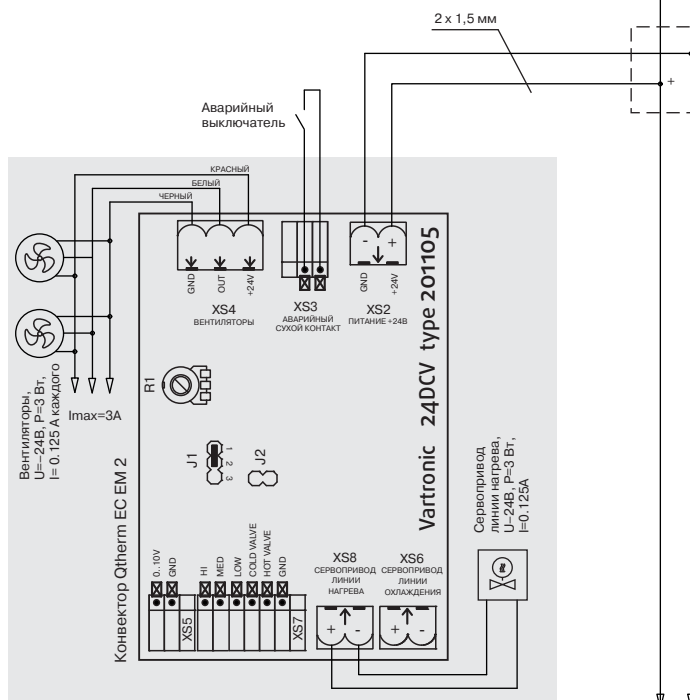 2 x 1,5 мм
+
Аварийный
выключатель
КРАСНЫЙ
БЕЛЫЙ
ЧЕРНЫЙ
GND
OUT
+24V
XS4
ВЕНТИЛЯТОРЫ
XS3
АВАРИЙНЫЙ
СУХОЙ КОНТАКТ
-
+
GND
+24V
XS2
ПИТАНИЕ +24В
Vartronic 24DCV type 201105
Вентиляторы,
U=–24В, P=3 Вт,
I= 0.125 А каждого
Imax=3А
R1
J1
1
2
3
J2
Конвектор Qtherm EC EM 2
0..10V
GND
XS5
HI
MED
LOW
COLD VALVE
HOT VALVE
GND
XS7
XS8
СЕРВОПРИВОД
ЛИНИИ
НАГРЕВА
+
-
XS6
СЕРВОПРИВОД
ЛИНИИ
ОХЛАЖДЕНИЯ
+
-
Сервопривод
линии нагрева,
U–24В, P=3 Вт,
I=0.125А